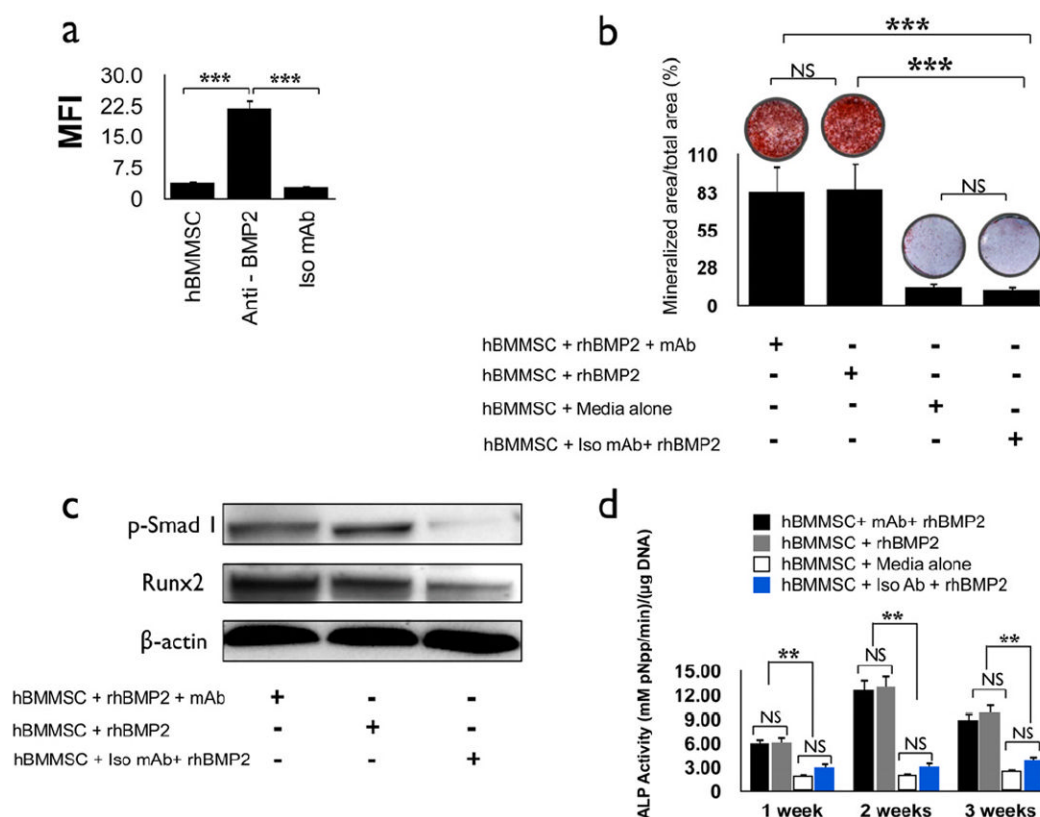 a
***
***
MFI
30.0
22.5
15.0
7.5
0
hBMMSC
Anti - BMP2
Iso mAb
b
***
NS
***
NS
Mineralized area/total area (%)
110
83
55
28
0
hBMMSC + rhBMP2 + mAb + - - -
hBMMSC + rhBMP2 - + - -
hBMMSC + Media alone - - + -
hBMMSC + Iso mAb+ rhBMP2 - - - +
c
p-Smad 1
Runx2
β-actin
hBMMSC + rhBMP2 + mAb + - -
hBMMSC + rhBMP2 - + -
hBMMSC + Iso mAb+ rhBMP2 - - +
d
hBMMSC+ mAb+ rhBMP2
hBMMSC + rhBMP2
hBMMSC + Media alone
hBMMSC + Iso Ab + rhBMP2
ALP Activity (mM pNpp/min)/(ug DNA)
15.00
12.00
9.00
6.00
3.00
0.00
**
NS
NS
**
NS
NS
**
NS
NS
1 week 2 weeks 3 weeks